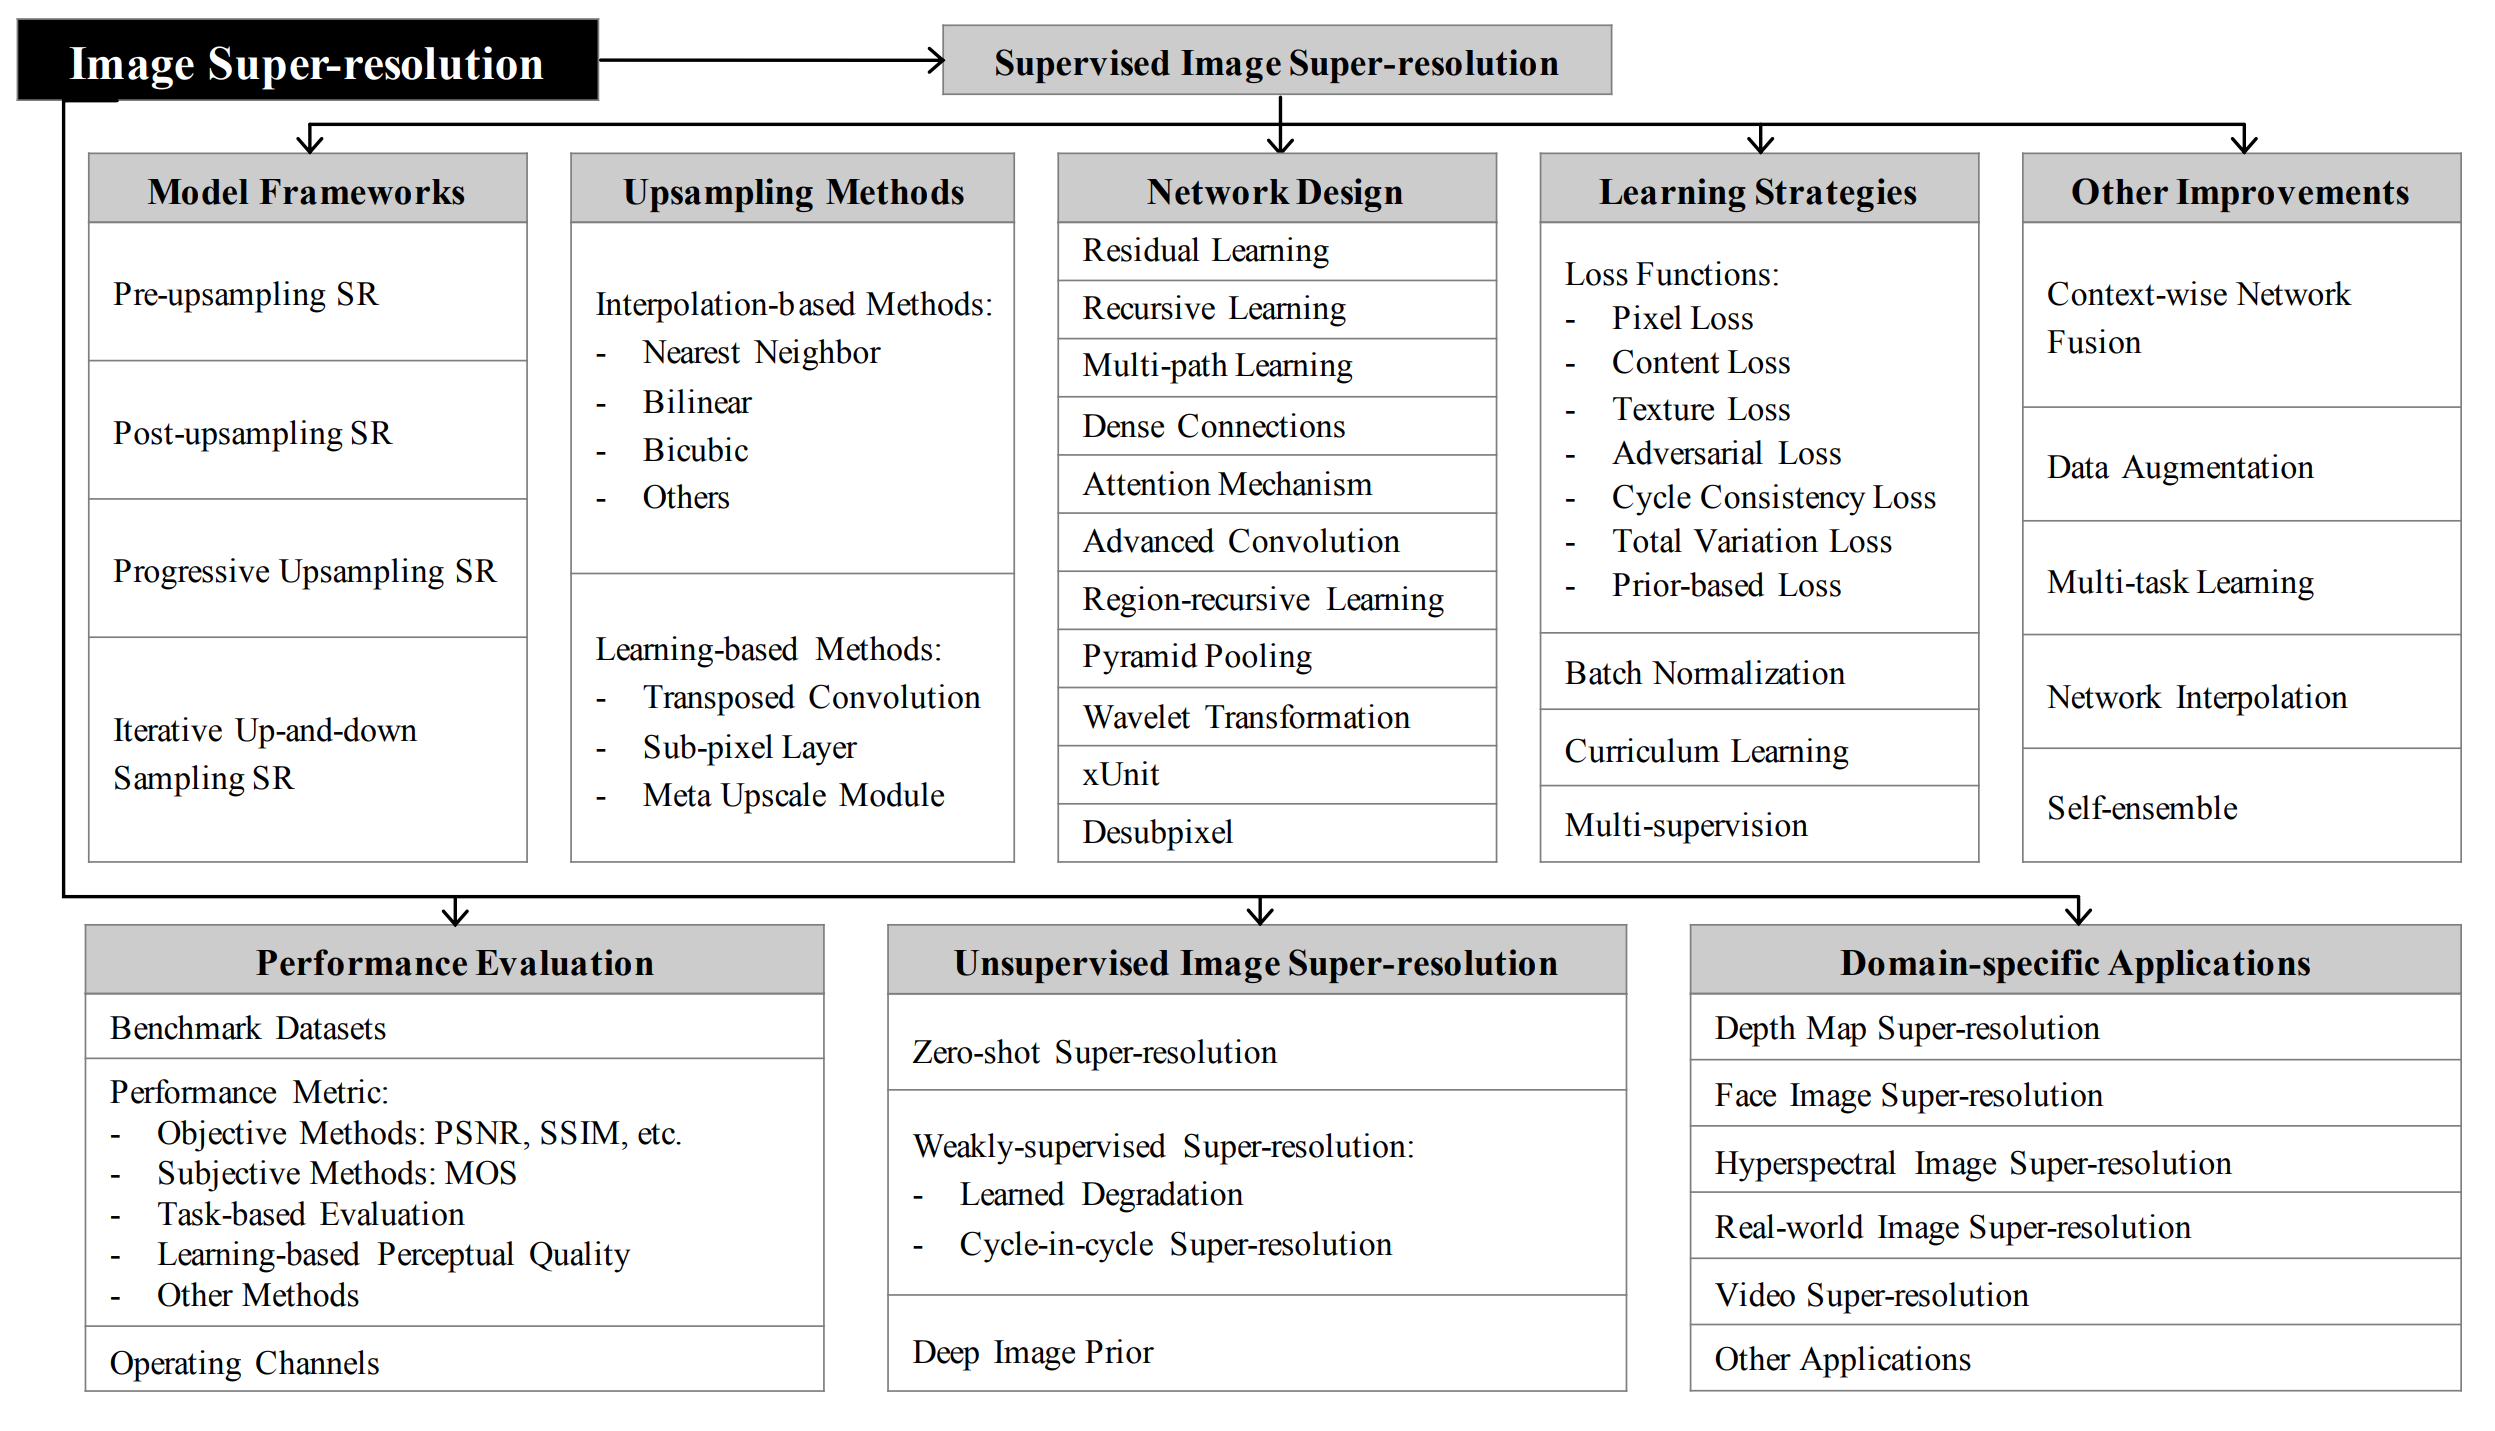 Image Super-resolution
Supervised Image Super-resolution
Model Frameworks
Pre-upsampling SR
Post-upsampling SR
Progressive Upsampling SR
Iterative Up-and-down
Sampling SR
Upsampling Methods
Interpolation-based Methods:
- Nearest Neighbor
- Bilinear
- Bicubic
- Others
Learning-based Methods:
- Transposed Convolution
- Sub-pixel Layer
- Meta Upscale Module
Network Design
Residual Learning
Recursive Learning
Multi-path Learning
Dense Connections
Attention Mechanism
Advanced Convolution
Region-recursive Learning
Pyramid Pooling
Wavelet Transformation
xUnit
Desubpixel
Learning Strategies
Loss Functions:
- Pixel Loss
- Content Loss
- Texture Loss
- Adversarial Loss
- Cycle Consistency Loss
- Total Variation Loss
- Prior-based Loss
Batch Normalization
Curriculum Learning
Multi-supervision
Other Improvements
Context-wise Network
Fusion
Data Augmentation
Multi-task Learning
Network Interpolation
Self-ensemble
Performance Evaluation
Benchmark Datasets
Performance Metric:
- Objective Methods: PSNR, SSIM, etc.
- Subjective Methods: MOS
- Task-based Evaluation
- Learning-based Perceptual Quality
- Other Methods
Operating Channels
Unsupervised Image Super-resolution
Zero-shot Super-resolution
Weakly-supervised Super-resolution:
- Learned Degradation
- Cycle-in-cycle Super-resolution
Deep Image Prior
Domain-specific Applications
Depth Map Super-resolution
Face Image Super-resolution
Hyperspectral Image Super-resolution
Real-world Image Super-resolution
Video Super-resolution
Other Applications